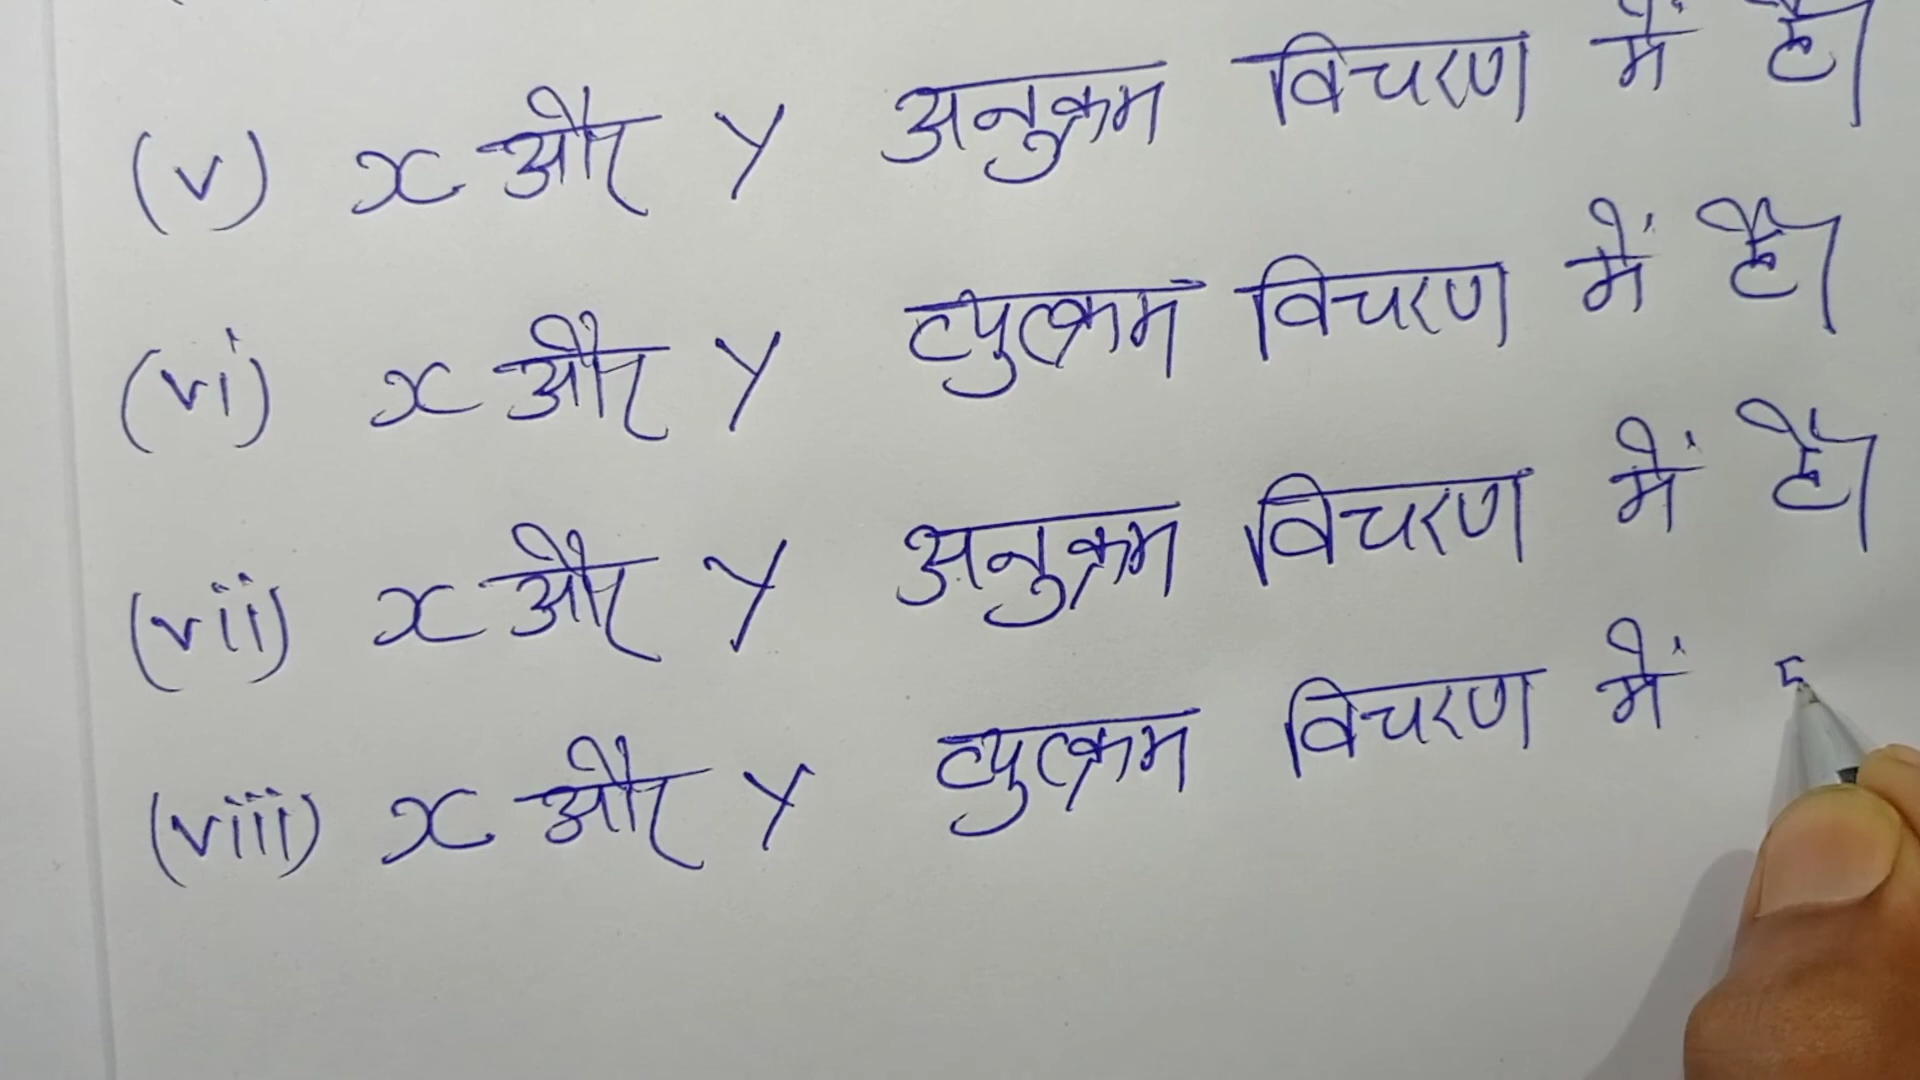 (v) x और y अनुक्रम विचरण में है।
(vi) x और y व्युत्क्रम विचरण में है।
(vii) x और y अनुक्रम विचरण में है।
(viii) x और y व्युत्क्रम विचरण में